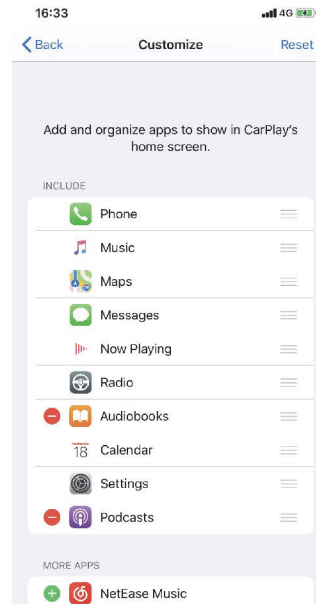 16:33
4G
Back
Customize
Reset
Add and organize apps to show in CarPlay's
home screen.
INCLUDE
Phone
Music
Maps
Messages
Now Playing
Radio
Audiobooks
18
Calendar
Settings
Podcasts
MORE APPS
NetEase Music